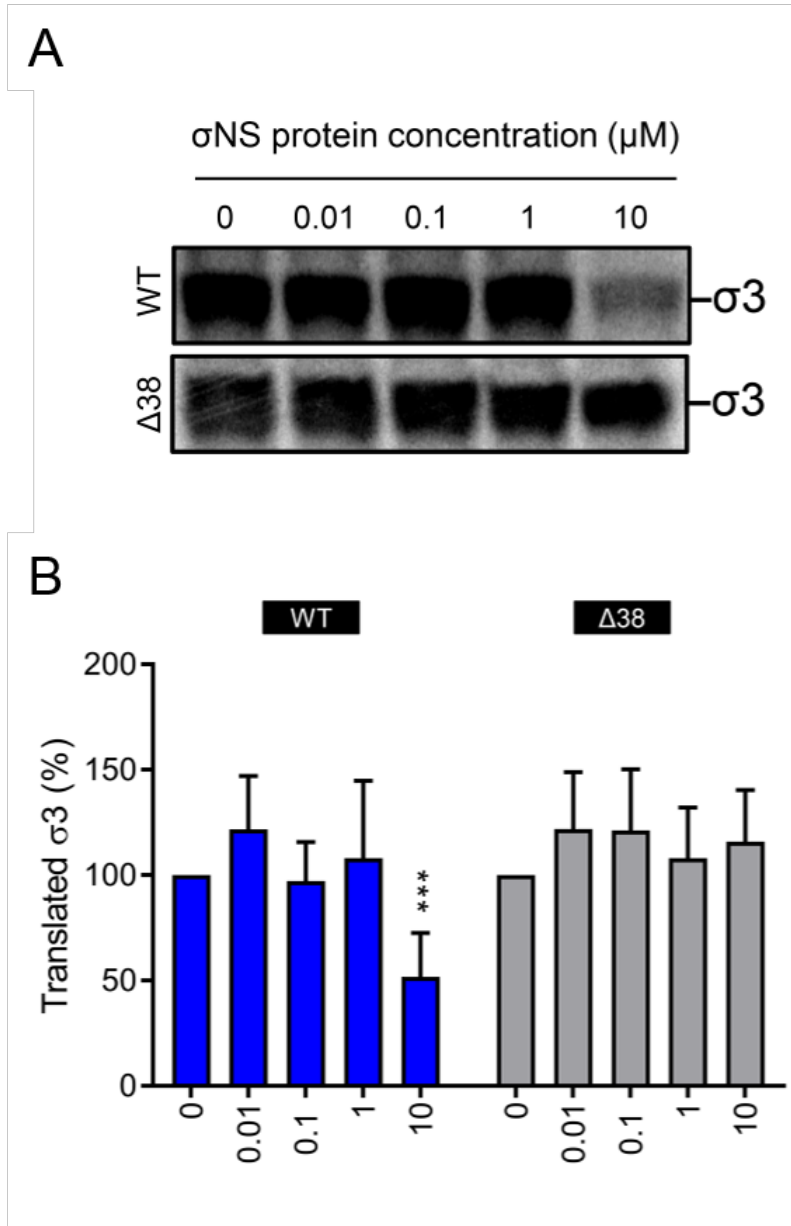 A
σNS protein concentration (μM)
0 0.01 0.1 1 10
WT
σ3
Δ38
σ3
B
WT Δ38
Translated σ3 (%)
200
150
100
50
0
***
0 0.01 0.1 1 10 0 0.01 0.1 1 10